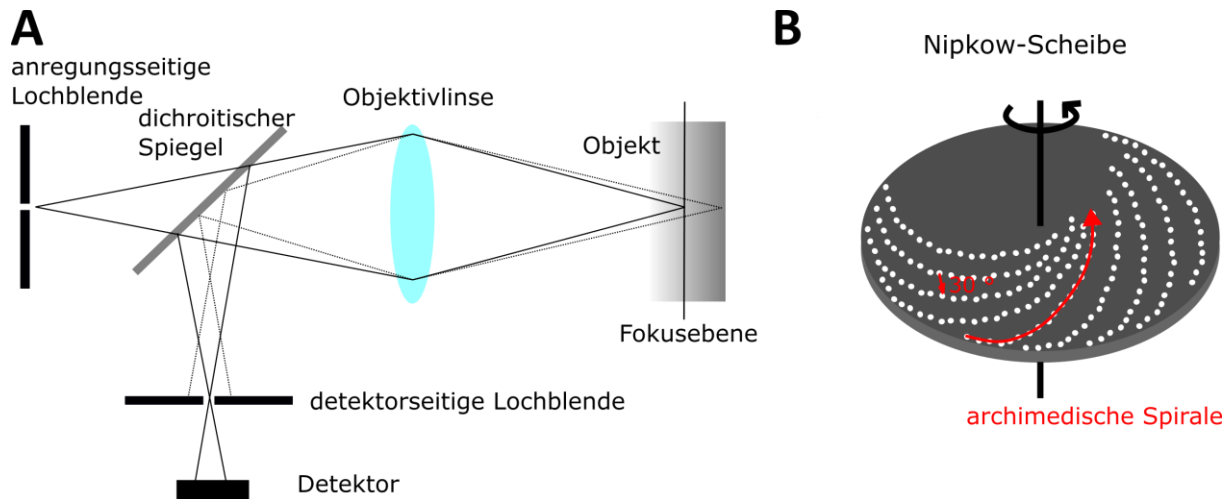 A
anregungsseitige
Lochblende
dichroitischer
Spiegel
Objektivlinse
Objekt
Fokusebene
detektorseitige Lochblende
Detektor
B
Nipkow-Scheibe
30 °
archimedische Spirale